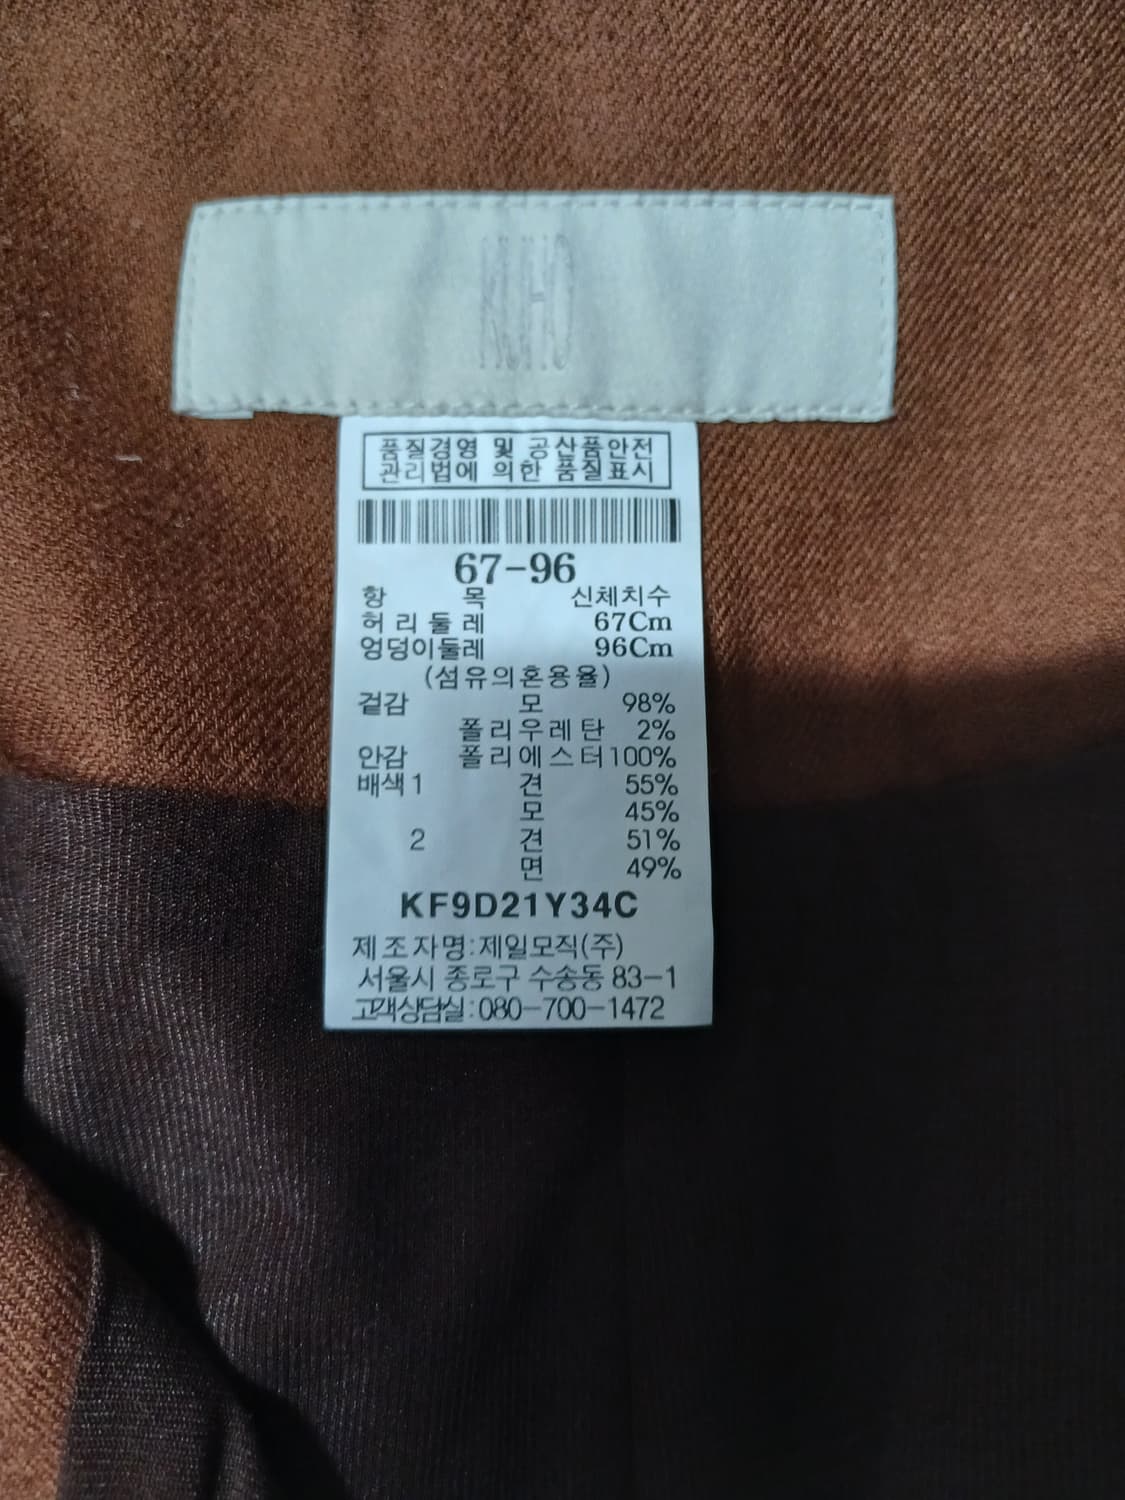 KUHO
품질경영 및 공산품안전
관리법에 의한 품질표시
67-96
항 목 신체치수
허리둘레 67Cm
엉덩이둘레 96Cm
(섬유의혼용율)
겉감 모 98%
폴리우레탄 2%
안감 폴리에스터 100%
배색1 견 55%
모 45%
2 견 51%
면 49%
KF9D21Y34C
제조자명:제일모직(주)
서울시 종로구 수송동 83-1
고객상담실:080-700-1472